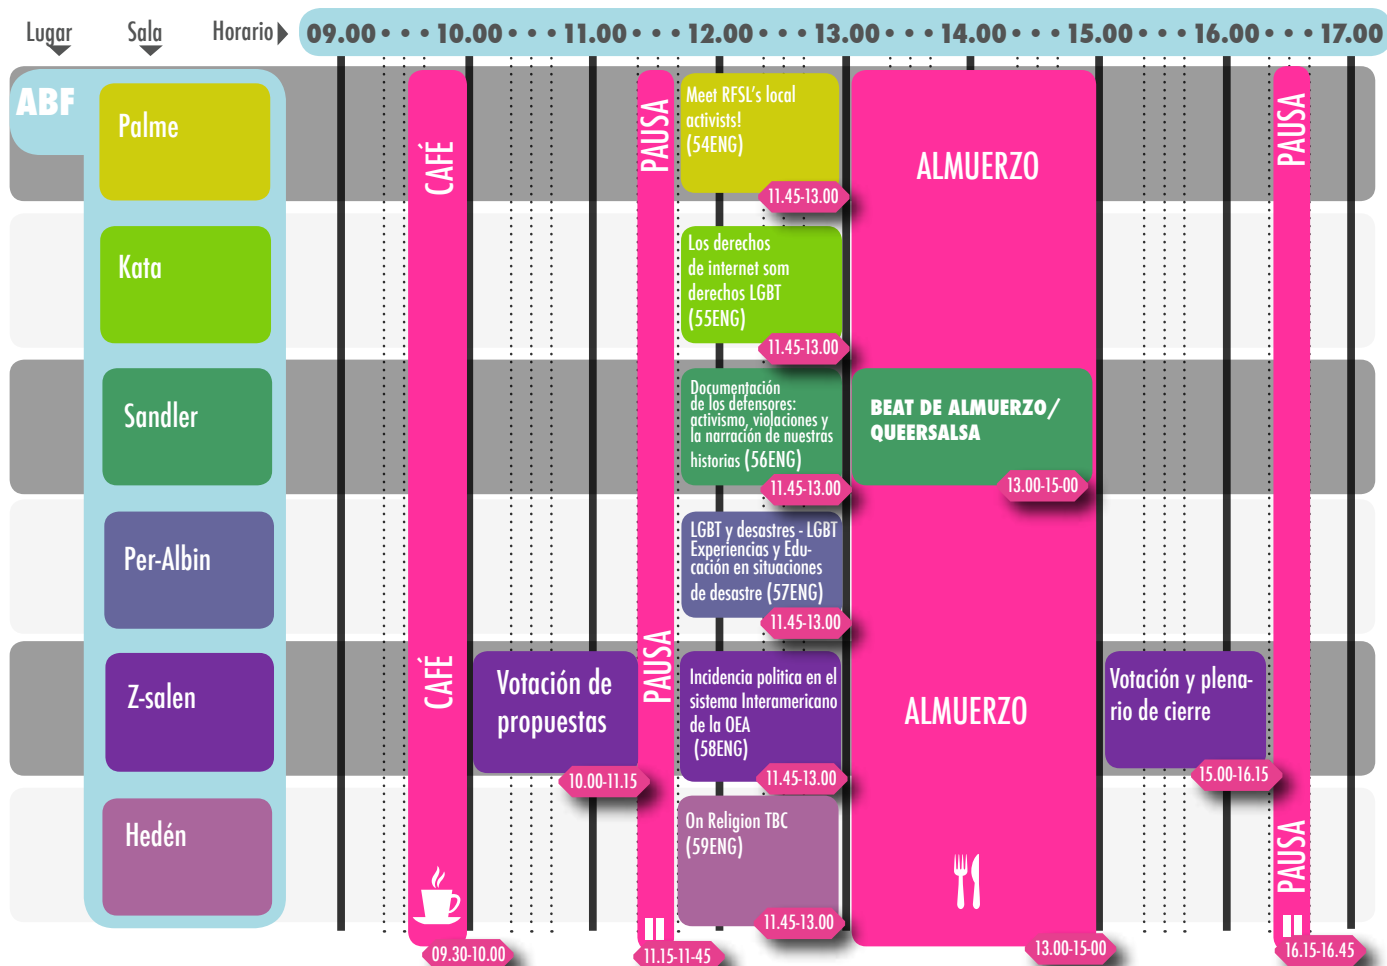 Lugar Sala Horario 09.00 10.00 11.00 12.00 13.00 14.00 15.00 16.00 17.00
ABF
Palme
CAFÉ
PAUSA
Meet RFSL's local
activists!
(54ENG)
11.45-13.00
ALMUERZO
PAUSA
Kata
Los derechos
de internet som
derechos LGBT
(55ENG)
11.45-13.00
Sandler
Documentación
de los defensores:
activismo, violaciones y
la narración de nuestras
historias (56ENG)
11.45-13.00
BEAT DE ALMUERZO/
QUEERSALSA
13.00-15-00
Per-Albin
LGBT y desastres - LGBT
Experiencias y Edu-
cación en situaciones
de desastre (57ENG)
11.45-13.00
Z-salen
CAFÉ
Votación de
propuestas
10.00-11.15
PAUSA
Incidencia politica en el
sistema Interamericano
de la OEA
(58ENG)
11.45-13.00
ALMUERZO
Votación y plena-
rio de cierre
15.00-16.15
Hedén
On Religion TBC
(59ENG)
11.45-13.00
PAUSA
09.30-10.00
11.15-11-45
13.00-15-00
16.15-16.45